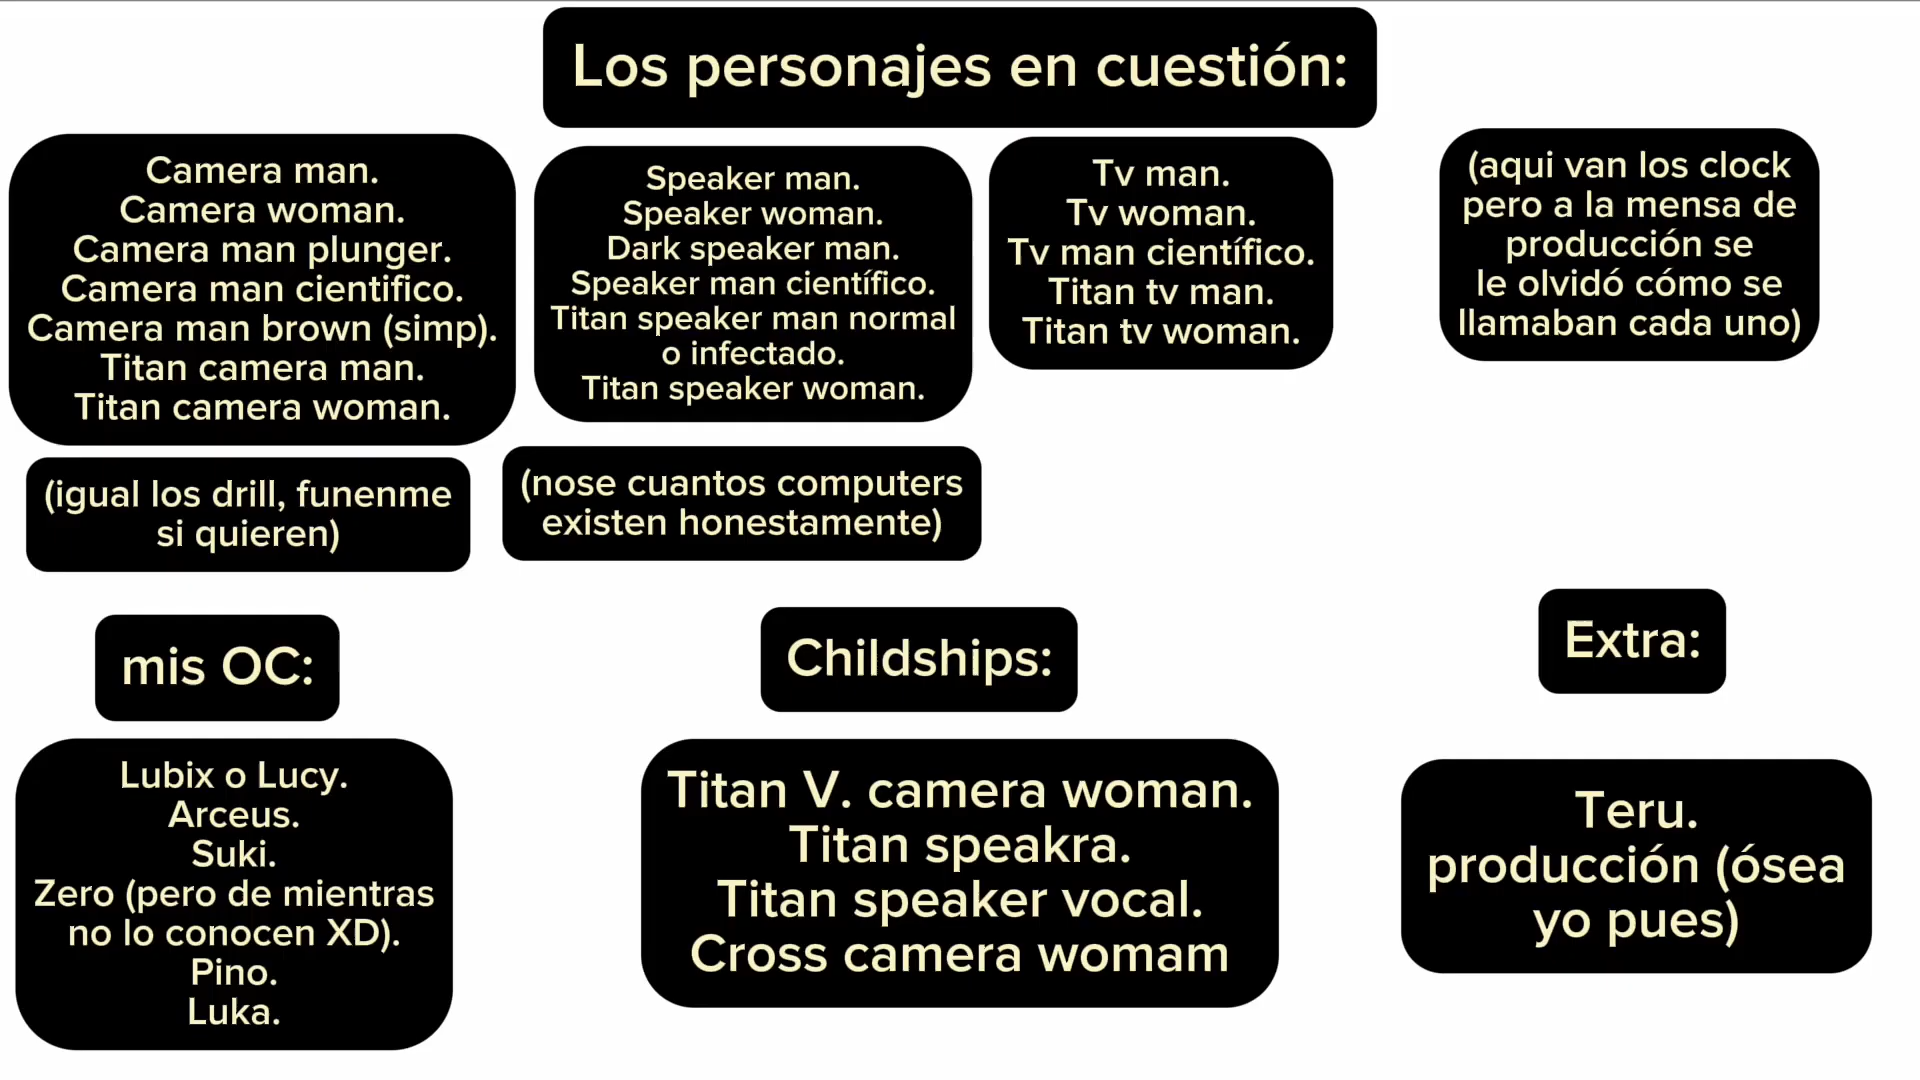 Los personajes en cuestión:
Camera man.
Camera woman.
Camera man plunger.
Camera man cientifico.
Camera man brown (simp).
Titan camera man.
Titan camera woman.
Speaker man.
Speaker woman.
Dark speaker man.
Speaker man científico.
Titan speaker man normal
o infectado.
Titan speaker woman.
Tv man.
Tv woman.
Tv man científico.
Titan tv man.
Titan tv woman.
(aqui van los clock
pero a la mensa de
producción se
le olvidó cómo se
llamaban cada uno)
(igual los drill, funenme
si quieren)
(nose cuantos computers
existen honestamente)
mis OC:
Lubix o Lucy.
Arceus.
Suki.
Zero (pero de mientras
no lo conocen XD).
Pino.
Luka.
Childships:
Titan V. camera woman.
Titan speakra.
Titan speaker vocal.
Cross camera womam
Extra:
Teru.
producción (ósea
yo pues)